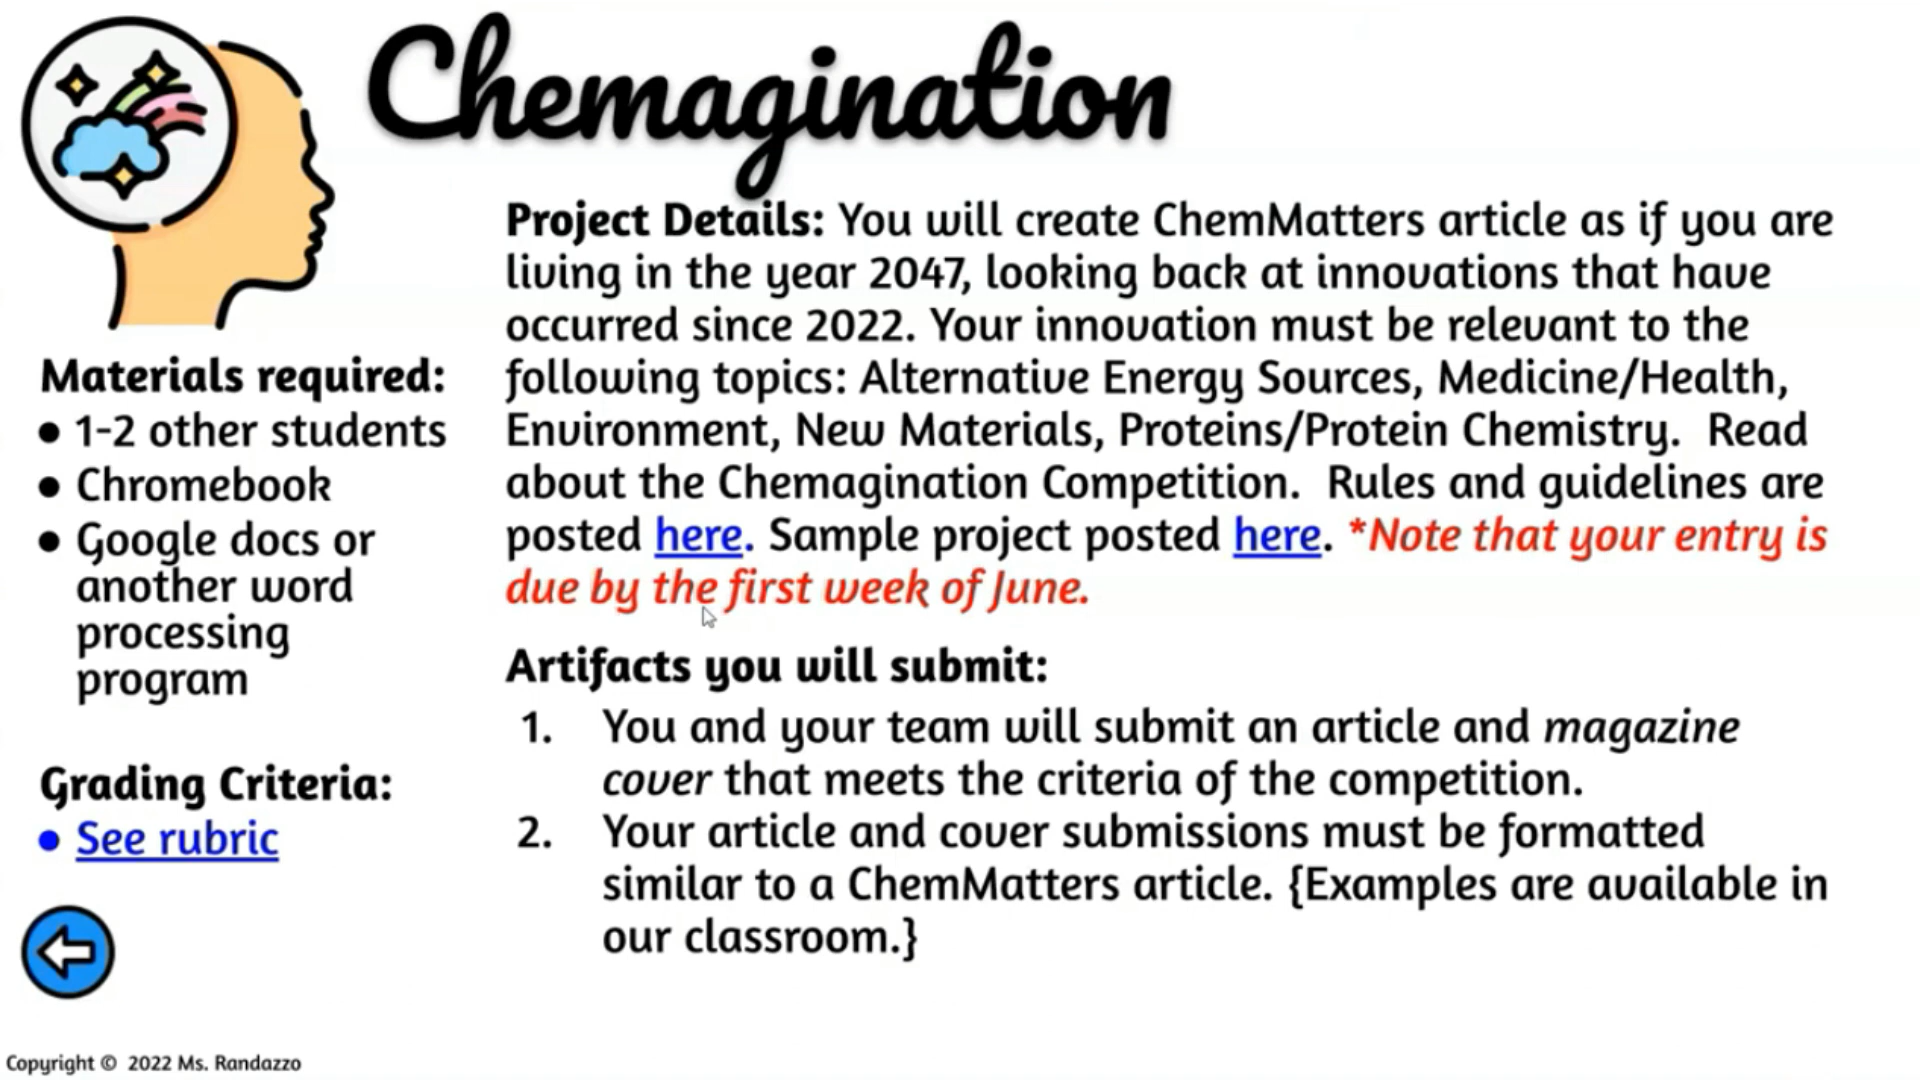 Chemagination
Project Details: You will create ChemMatters article as if you are
living in the year 2047, looking back at innovations that have
occurred since 2022. Your innovation must be relevant to the
following topics: Alternative Energy Sources, Medicine/Health,
Environment, New Materials, Proteins/Protein Chemistry.  Read
about the Chemagination Competition.  Rules and guidelines are
posted here. Sample project posted here. *Note that your entry is
due by the first week of June.
Artifacts you will submit:
1. You and your team will submit an article and magazine
cover that meets the criteria of the competition.
2. Your article and cover submissions must be formatted
similar to a ChemMatters article. {Examples are available in
our classroom.}
Materials required:
● 1-2 other students
● Chromebook
● Google docs or
another word
processing
program
Grading Criteria:
● See rubric
Copyright © 2022 Ms. Randazzo